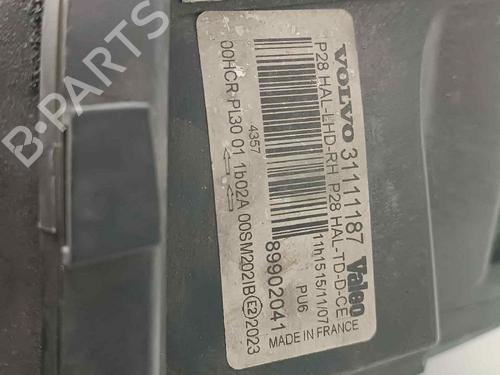 VOLVO 31111187 Valeo
P28 HAL-LHD-RH P28 HAL-TD-D-CE
11h1515/11/07
PU6
4357
89902041
MADE IN FRANCE
00HCR PL30 01 1b02A 00SM202IB E2 2023
B-PARTS